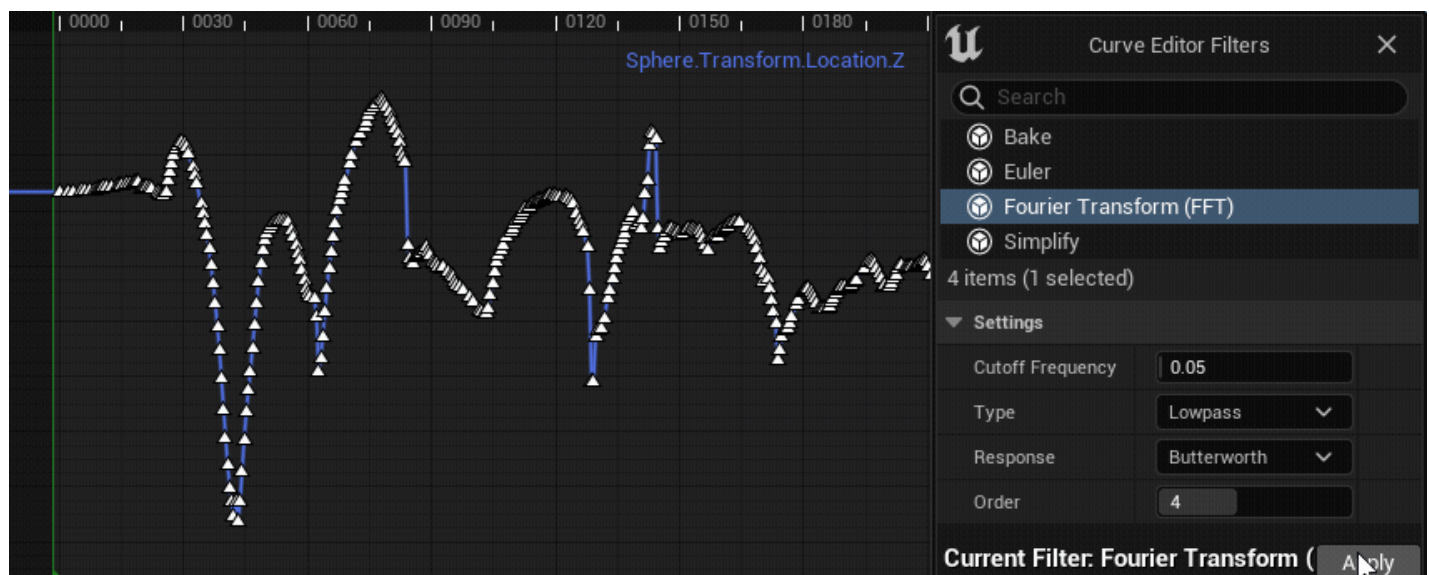 0000 0030 0060 0090 0120 0150 0180
Sphere.Transform.Location.Z
Curve Editor Filters
Search
Bake
Euler
Fourier Transform (FFT)
Simplify
4 items (1 selected)
Settings
Cutoff Frequency 0.05
Type Lowpass
Response Butterworth
Order 4
Current Filter: Fourier Transform ( Apply